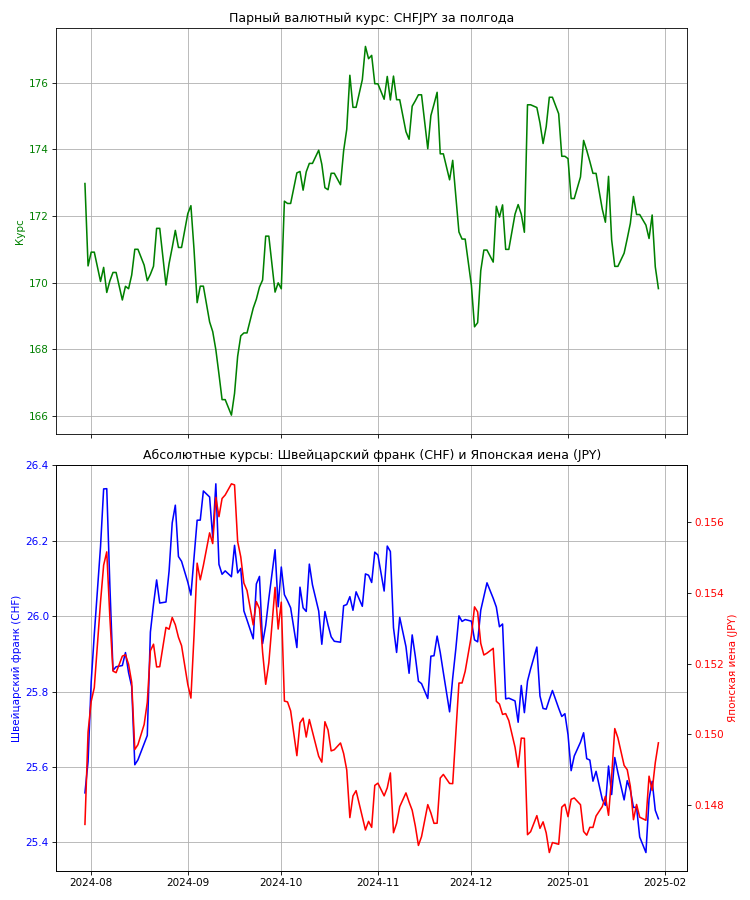 Парный валютный курс: CHFJPY за полгода
176
174
172
170
168
166
Курс
Абсолютные курсы: Швейцарский франк (CHF) и Японская иена (JPY)
26.4
26.2
26.0
25.8
25.6
25.4
Швейцарский франк (CHF)
0.156
0.154
0.152
0.150
0.148
Японская иена (JPY)
2024-08 2024-09 2024-10 2024-11 2024-12 2025-01 2025-02